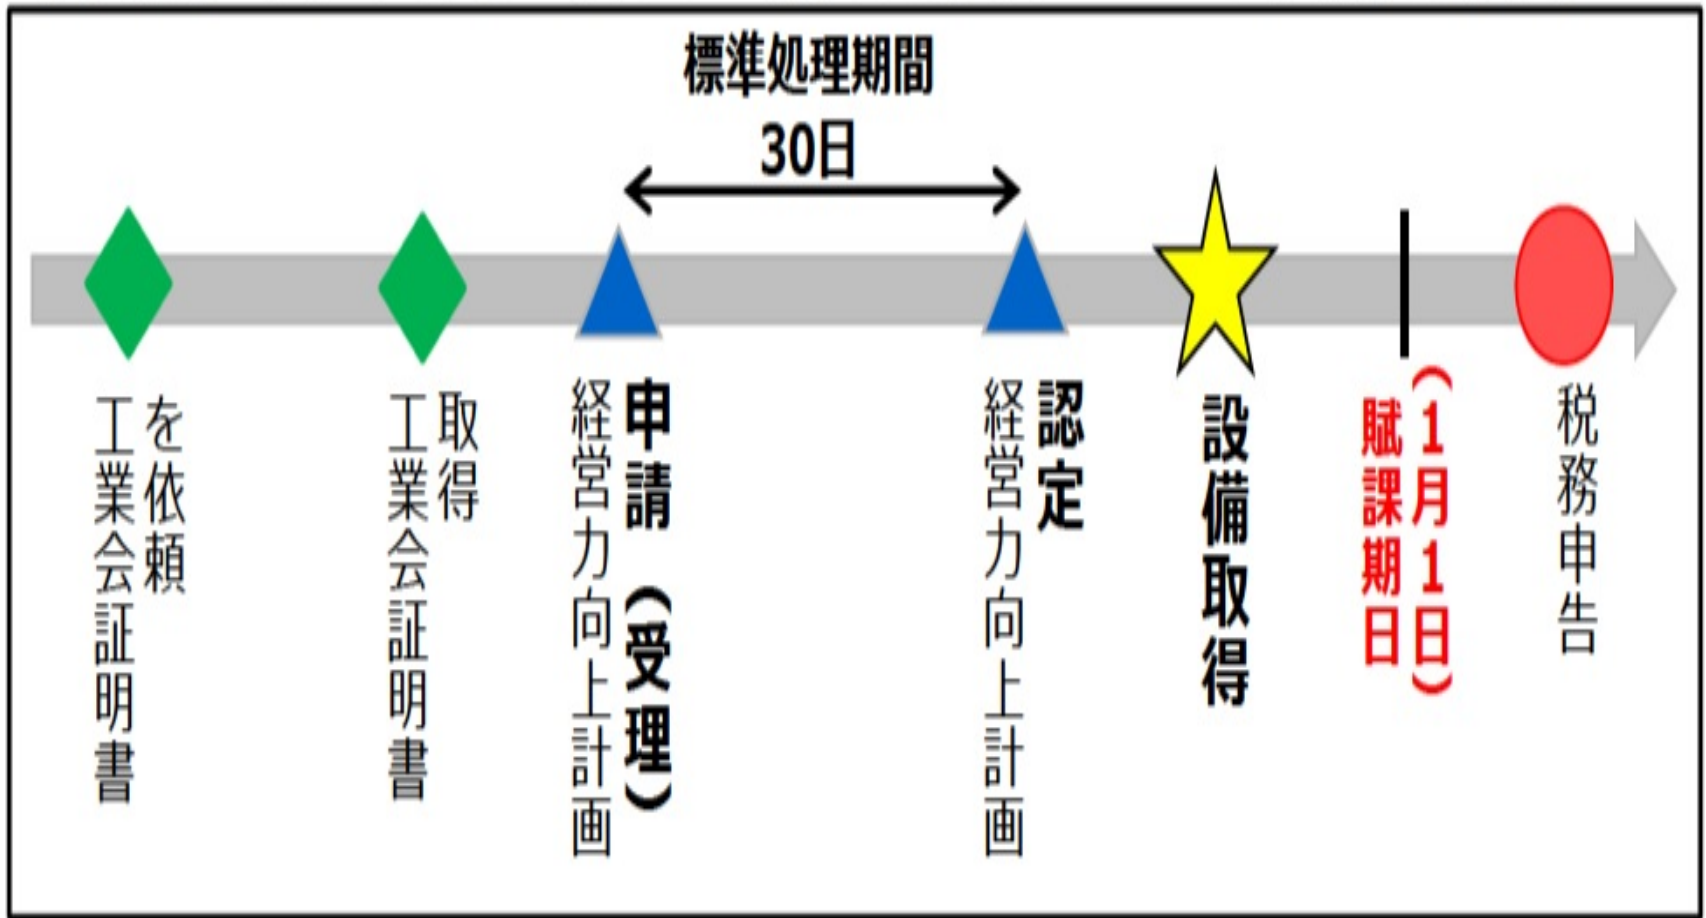 標準処理期間
30日
工業会証明書
を依頼
工業会証明書
取得
経営力向上計画
申請（受理）
経営力向上計画
認定
設備取得
賦課期日
（1月1日）
税務申告